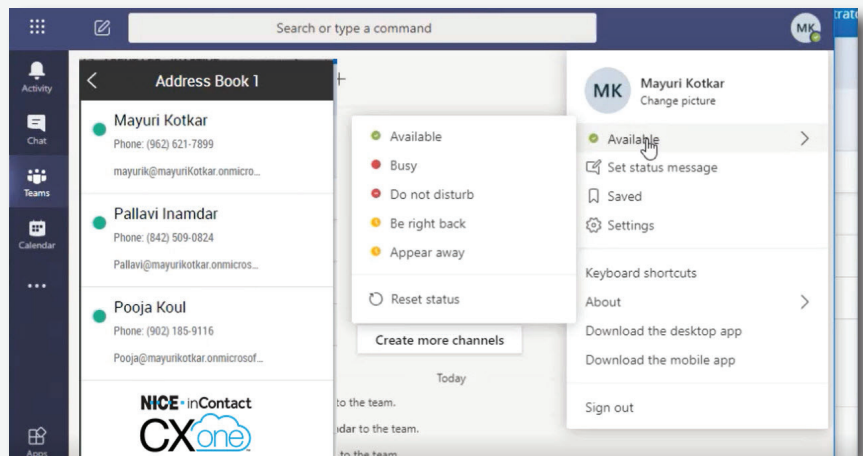 Search or type a command
MK
Activity
Chat
Teams
Calendar
Apps
Address Book 1
Mayuri Kotkar
Phone: (962) 621-7899
mayurik@mayuriKotkar.onmicro...
Pallavi Inamdar
Phone: (842) 509-0824
Pallavi@mayurikotkar.onmicros...
Pooja Koul
Phone: (902) 185-9116
Pooja@mayurikotkar.onmicrosof...
NICE inContact
CXone
Available
Busy
Do not disturb
Be right back
Appear away
Reset status
Create more channels
Today
to the team.
dar to the team.
to the team.
MK
Mayuri Kotkar
Change picture
Available
Set status message
Saved
Settings
Keyboard shortcuts
About
Download the desktop app
Download the mobile app
Sign out